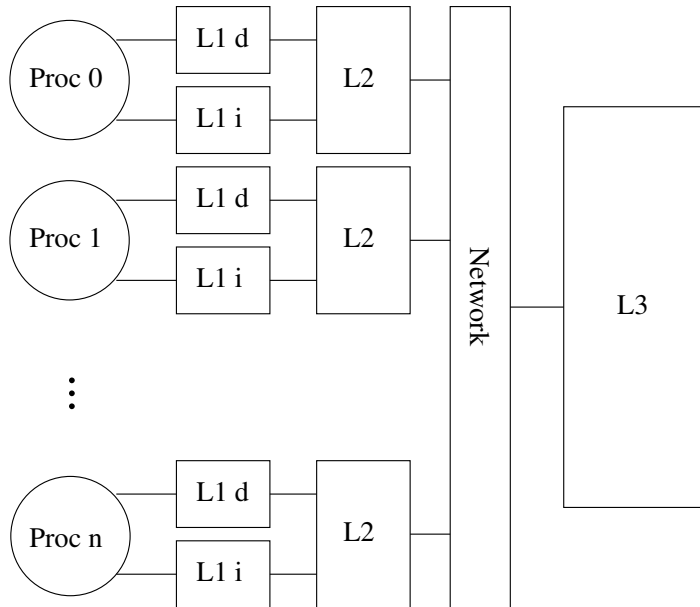 Proc 0
L1 d
L1 i
L2
Proc 1
L1 d
L1 i
L2
Proc n
L1 d
L1 i
L2
Network
L3